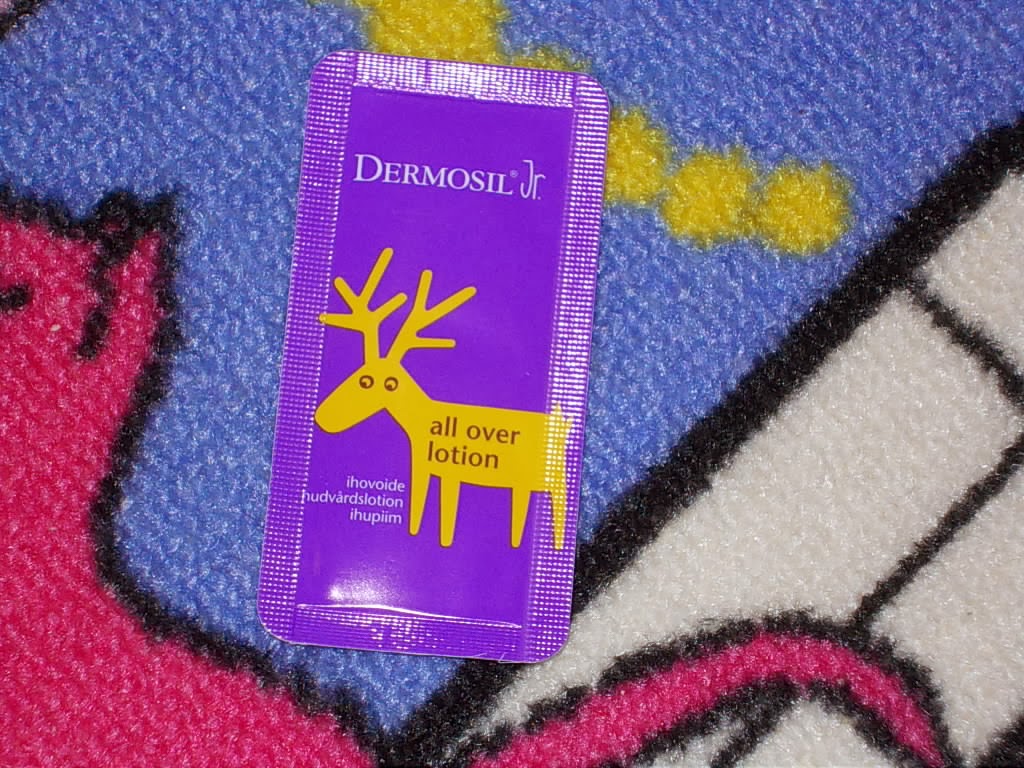 DERMOSIL® Jr.
all over
lotion
ihovoide
hudvårdslotion
ihupiim